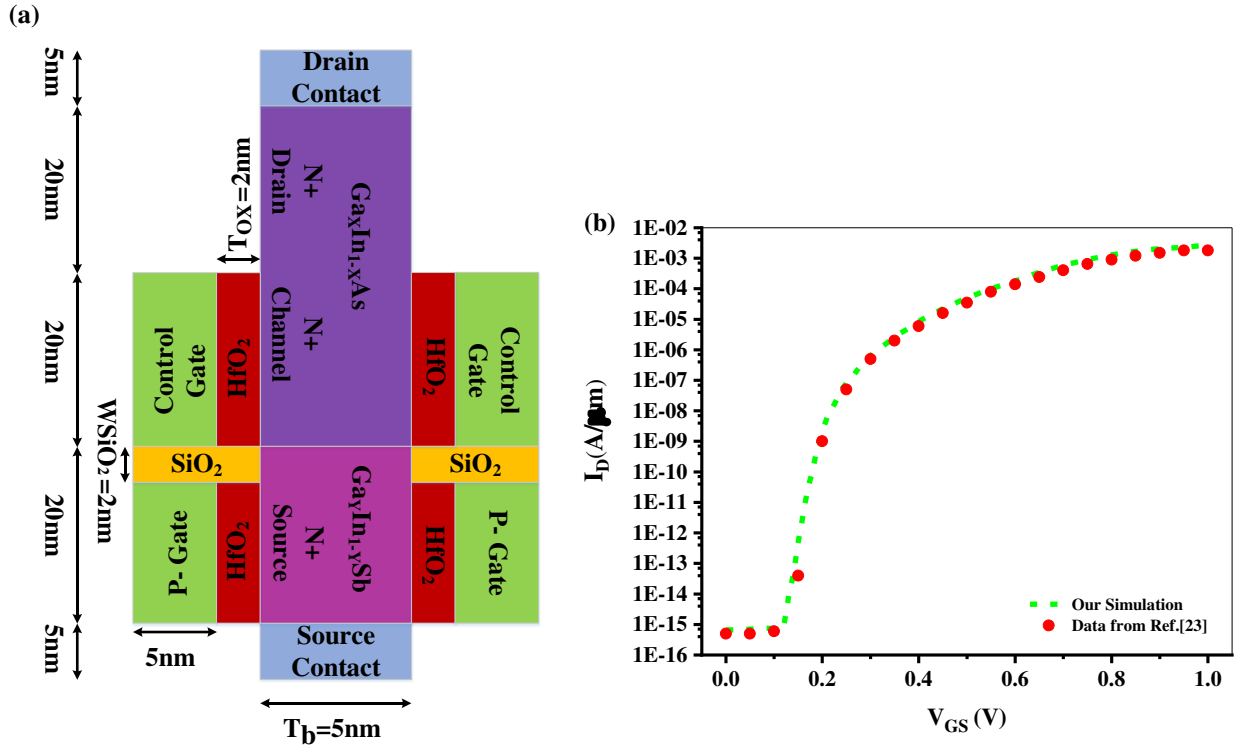 (a)
5nm
20nm
20nm
20nm
5nm
Drain
Contact
TOX=2nm
N+
Drain
GaXIn1-XAs
N+
Channel
Control
Gate
HfO2
HfO2
Control
Gate
WSiO2=2nm
SiO2
SiO2
P- Gate
HfO2
GaYIn1-YSb
N+
Source
HfO2
P- Gate
5nm
Source
Contact
Tb=5nm
(b)
1E-02
1E-03
1E-04
1E-05
1E-06
1E-07
1E-08
1E-09
1E-10
1E-11
1E-12
1E-13
1E-14
1E-15
1E-16
0.0
0.2
0.4
0.6
0.8
1.0
ID(A/μm)
VGS (V)
Our Simulation
Data from Ref.[23]